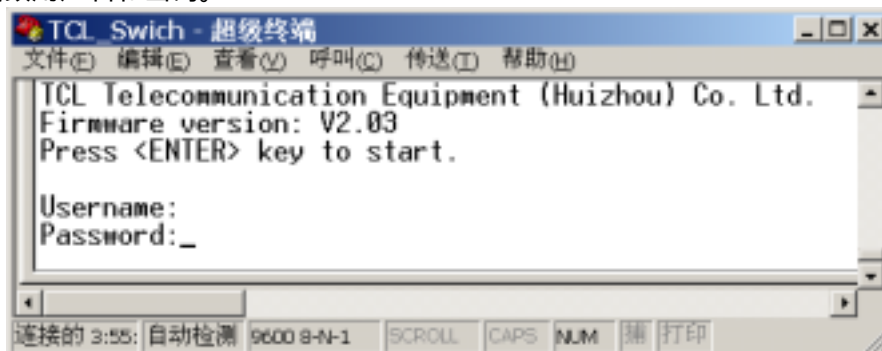 TCL_Swich - 超级终端
文件(F) 编辑(E) 查看(V) 呼叫(C) 传送(T) 帮助(H)
TCL Telecommunication Equipment (Huizhou) Co. Ltd.
Firmware version: V2.03
Press <ENTER> key to start.
Username:
Password:_
连接的 3:55: 自动检测 9600 8-N-1 SCROLL CAPS NUM 捕 打印